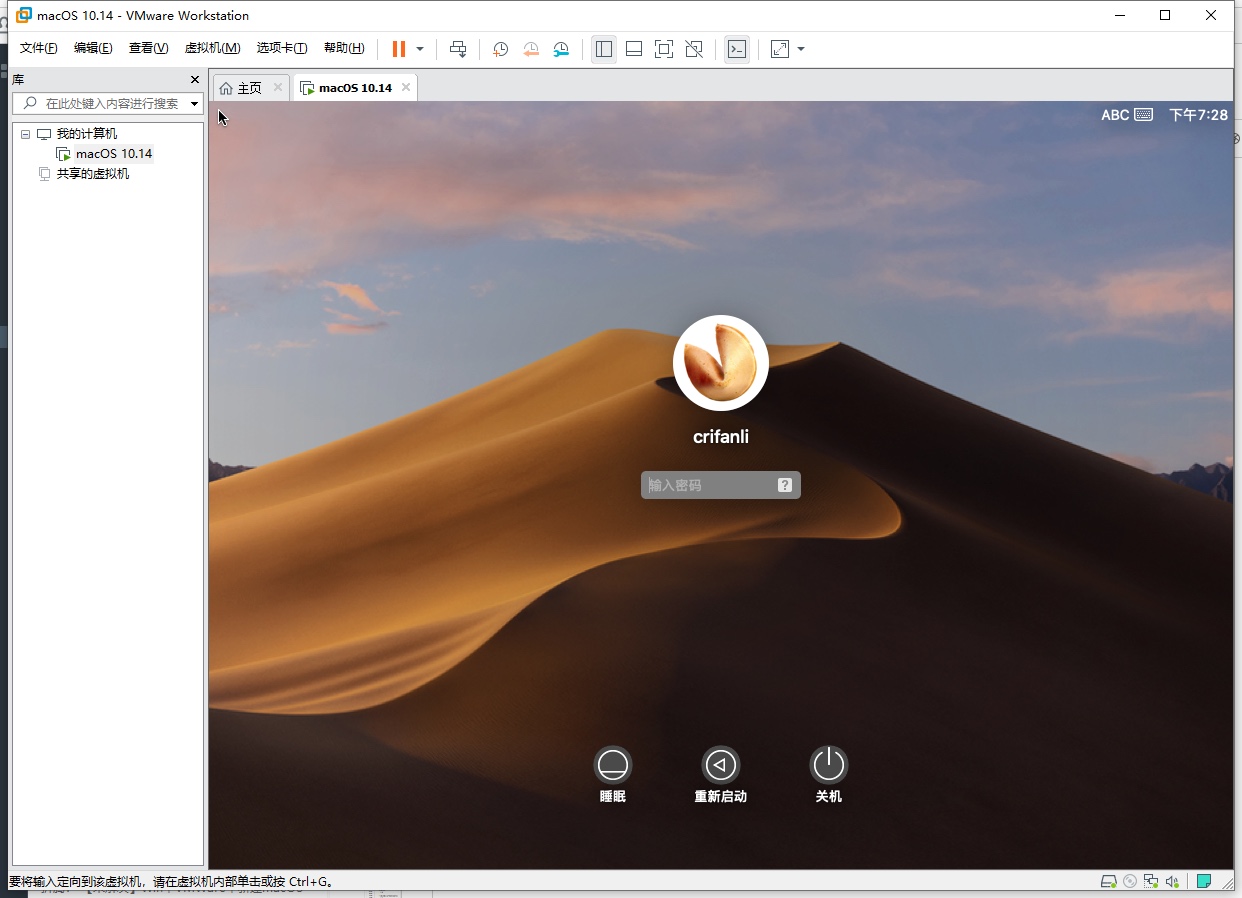 macOS 10.14 - VMware Workstation
文件(F) 编辑(E) 查看(V) 虚拟机(M) 选项卡(T) 帮助(H)
库
主页
macOS 10.14
在此处键入内容进行搜索
ABC 下午7:28
我的计算机
macOS 10.14
共享的虚拟机
crifanli
输入密码 ?
睡眠 重新启动 关机
要将输入定向到该虚拟机，请在虚拟机内部单击或按 Ctrl+G。